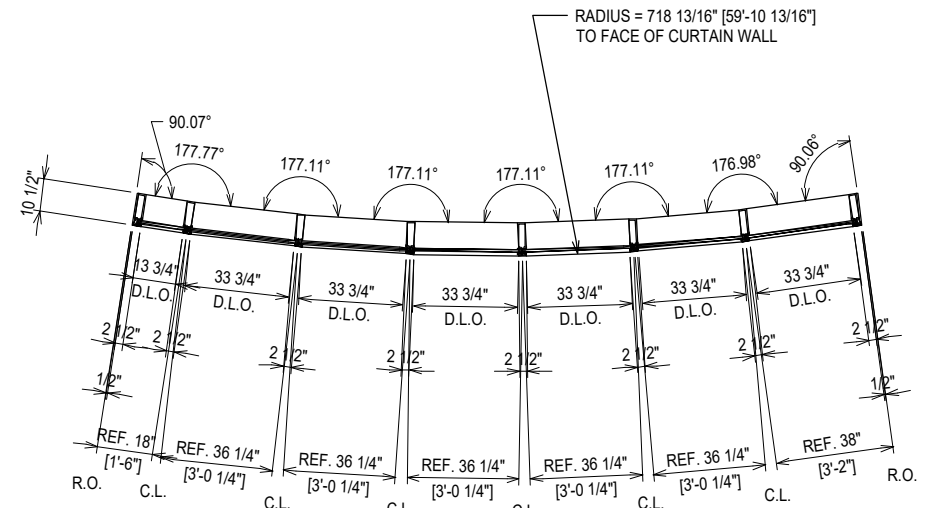 RADIUS = 718 13/16" [59'-10 13/16"]
TO FACE OF CURTAIN WALL
90.07°
177.77°
177.11°
177.11°
177.11°
177.11°
176.98°
90.06°
10 1/2"
13 3/4"
D.L.O.
33 3/4"
D.L.O.
33 3/4"
D.L.O.
33 3/4"
D.L.O.
33 3/4"
D.L.O.
33 3/4"
D.L.O.
33 3/4"
D.L.O.
2 1/2"
2 1/2"
2 1/2"
2 1/2"
2 1/2"
2 1/2"
2 1/2"
2 1/2"
1/2"
1/2"
REF. 18"
[1'-6"]
REF. 36 1/4"
[3'-0 1/4"]
REF. 36 1/4"
[3'-0 1/4"]
REF. 36 1/4"
[3'-0 1/4"]
REF. 36 1/4"
[3'-0 1/4"]
REF. 36 1/4"
[3'-0 1/4"]
REF. 38"
[3'-2"]
R.O.
C.L.
C.L.
C.L.
C.L.
C.L.
C.L.
R.O.